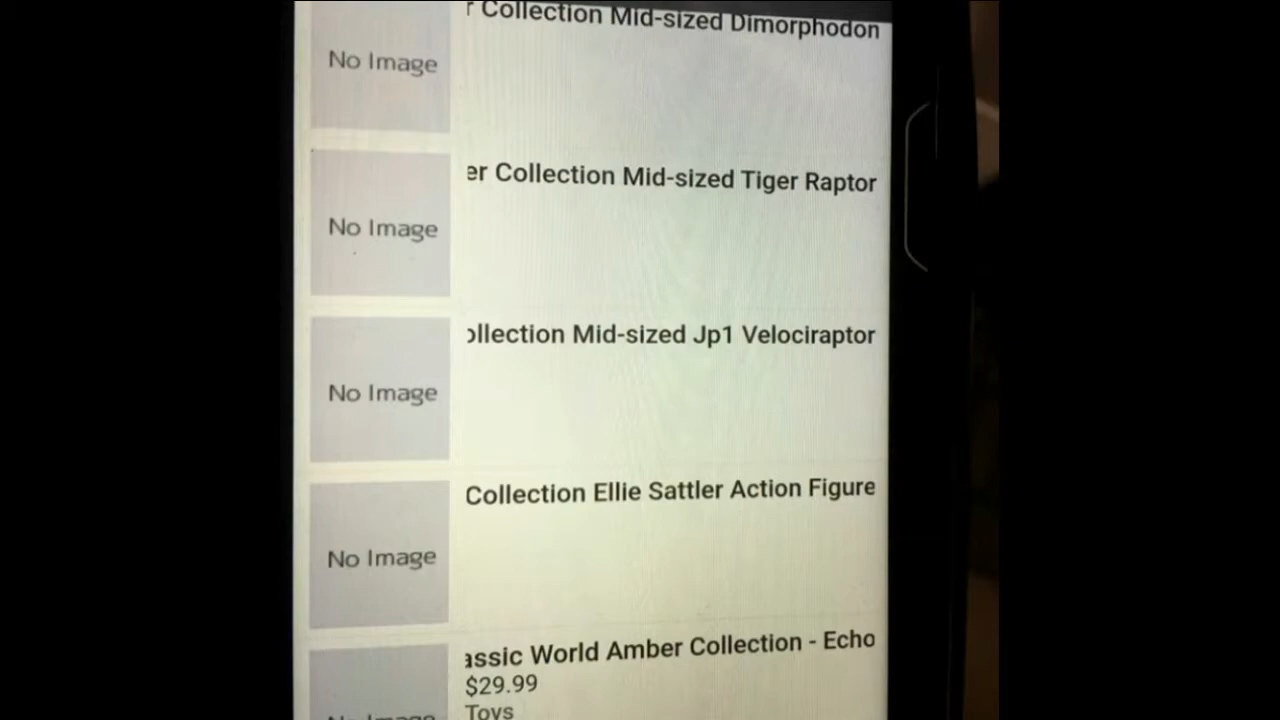 r Collection Mid-sized Dimorphodon
No Image
er Collection Mid-sized Tiger Raptor
No Image
ollection Mid-sized Jp1 Velociraptor
No Image
Collection Ellie Sattler Action Figure
No Image
assic World Amber Collection - Echo
$29.99
Toys
No Image